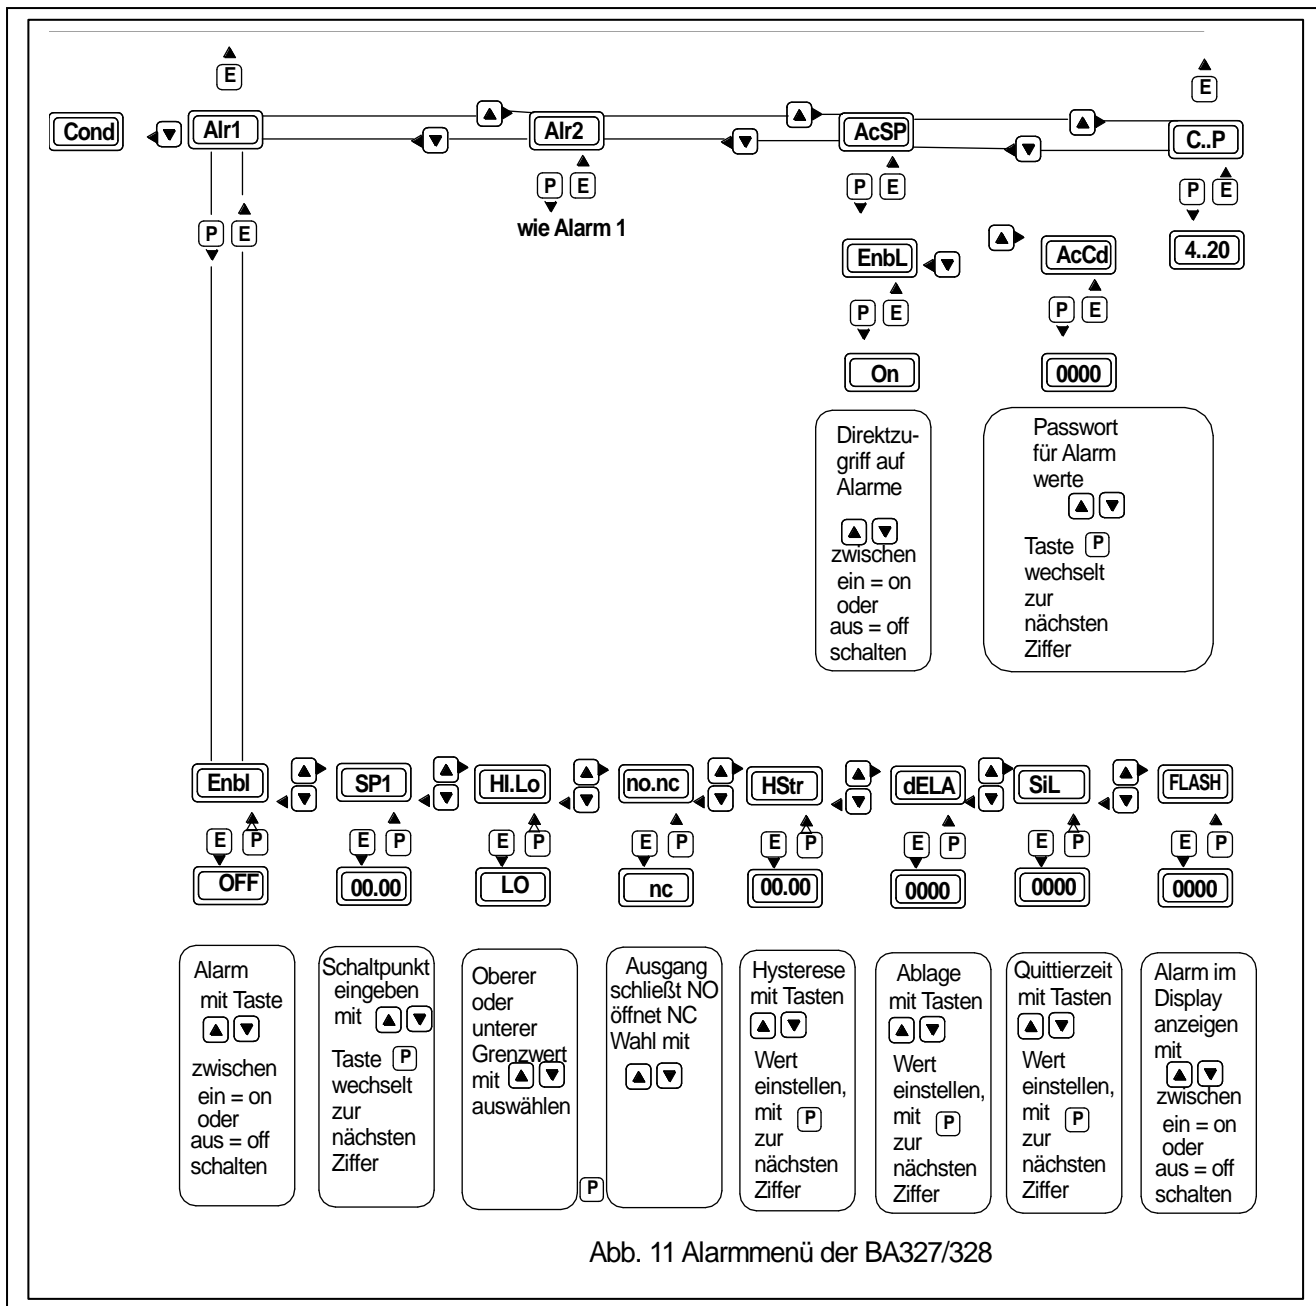 E
E
Cond
Alr1
Alr2
AcSP
C..P
P E
P E
P E
wie Alarm 1
P E
EnbL
AcCd
4..20
P E
P E
On
0000
Direktzu-
griff auf
Alarme
zwischen
ein = on
oder
aus = off
schalten
Passwort
für Alarm
werte
Taste P
wechselt
zur
nächsten
Ziffer
Enbl
SP1
HI.Lo
no.nc
HStr
dELA
SiL
FLASH
E P
E P
E P
E P
E P
E P
E P
E P
OFF
00.00
LO
nc
00.00
0000
0000
0000
Alarm
mit Taste
zwischen
ein = on
oder
aus = off
schalten
Schaltpunkt
eingeben
mit
Taste P
wechselt
zur
nächsten
Ziffer
Oberer
oder
unterer
Grenzwert
mit
auswählen
P
Ausgang
schließt NO
öffnet NC
Wahl mit
Hysterese
mit Tasten
Wert
einstellen,
mit P
zur
nächsten
Ziffer
Ablage
mit Tasten
Wert
einstellen,
mit P
zur
nächsten
Ziffer
Quittierzeit
mit Tasten
Wert
einstellen,
mit P
zur
nächsten
Ziffer
Alarm im
Display
anzeigen
mit
zwischen
ein = on
oder
aus = off
schalten
Abb. 11 Alarmmenü der BA327/328